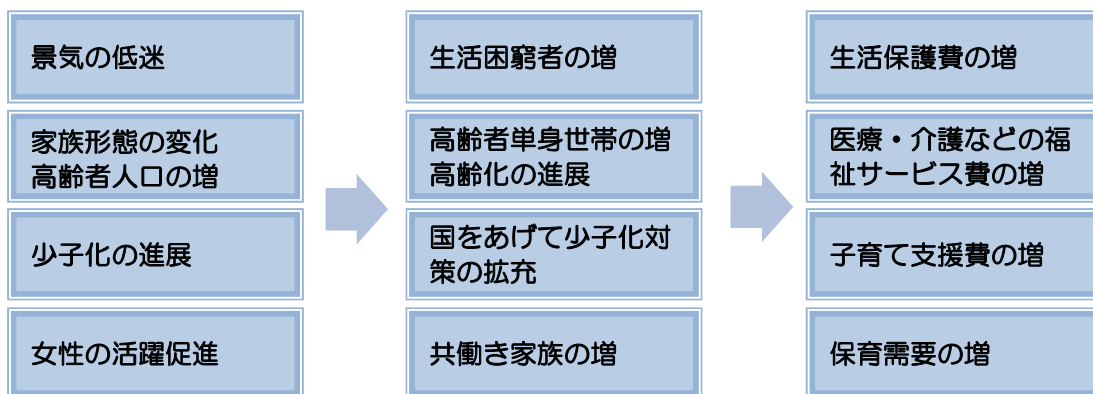 景気の低迷
生活困窮者の増
生活保護費の増
家族形態の変化
高齢者人口の増
高齢者単身世帯の増
高齢化の進展
医療・介護などの福
祉サービス費の増
少子化の進展
国をあげて少子化対
策の拡充
子育て支援費の増
女性の活躍促進
共働き家族の増
保育需要の増